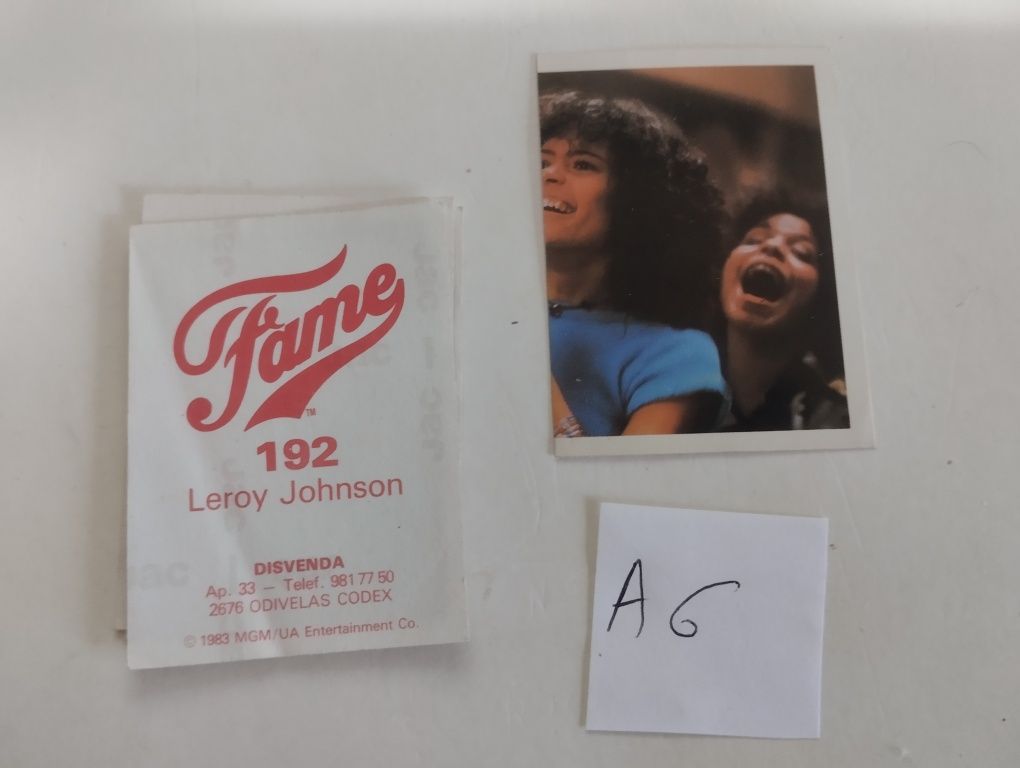 Fame
TM
192
Leroy Johnson
DISVENDA
Ap. 33 — Telef. 981 77 50
2676 ODIVELAS CODEX
© 1983 MGM/UA Entertainment Co.
A6